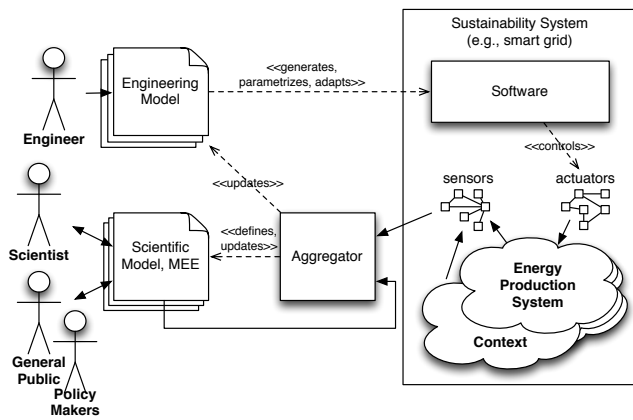 Sustainability System
(e.g., smart grid)
Engineering
Model
<<generates,
parametrizes, adapts>>
Software
Engineer
<<controls>>
sensors
actuators
<<updates>>
Scientist
Scientific
Model, MEE
<<defines,
updates>>
Aggregator
Energy
Production
System
Context
General
Public
Policy
Makers